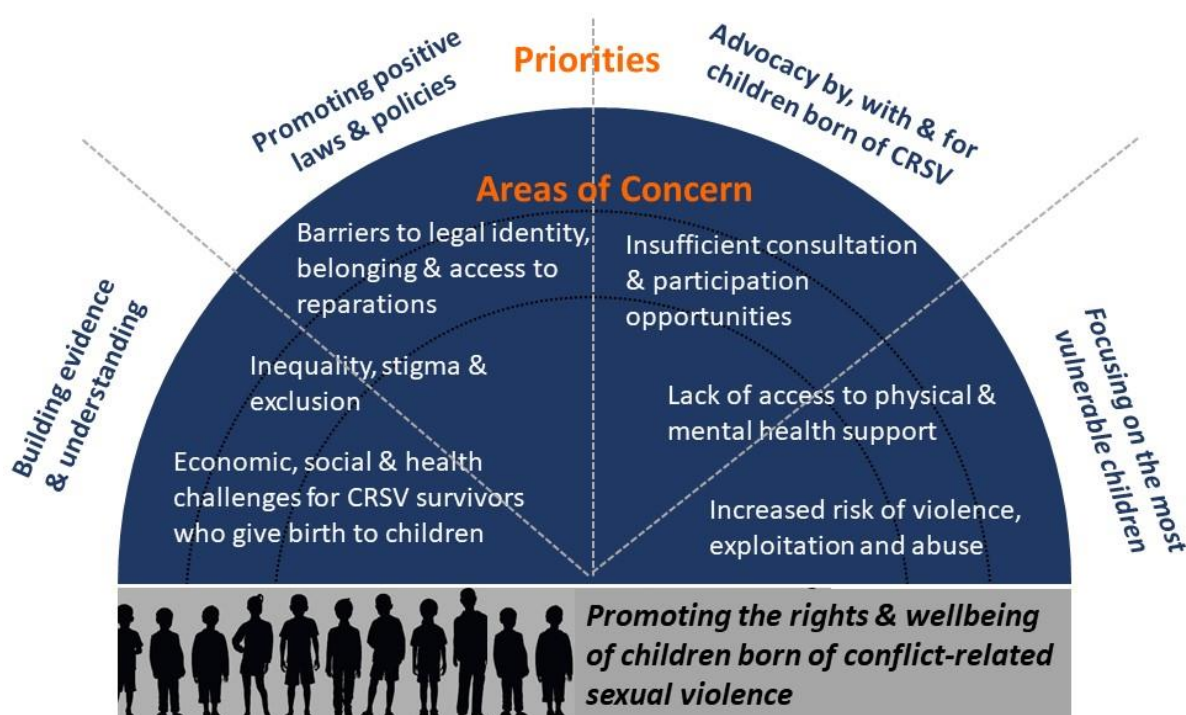 Priorities
Building evidence
& understanding
Promoting positive
laws & policies
Advocacy by, with & for
children born of CRSV
Focusing on the most
vulnerable children
Areas of Concern
Barriers to legal identity,
belonging & access to
reparations
Inequality, stigma &
exclusion
Economic, social & health
challenges for CRSV survivors
who give birth to children
Insufficient consultation
& participation
opportunities
Lack of access to physical &
mental health support
Increased risk of violence,
exploitation and abuse
Promoting the rights & wellbeing
of children born of conflict-related
sexual violence